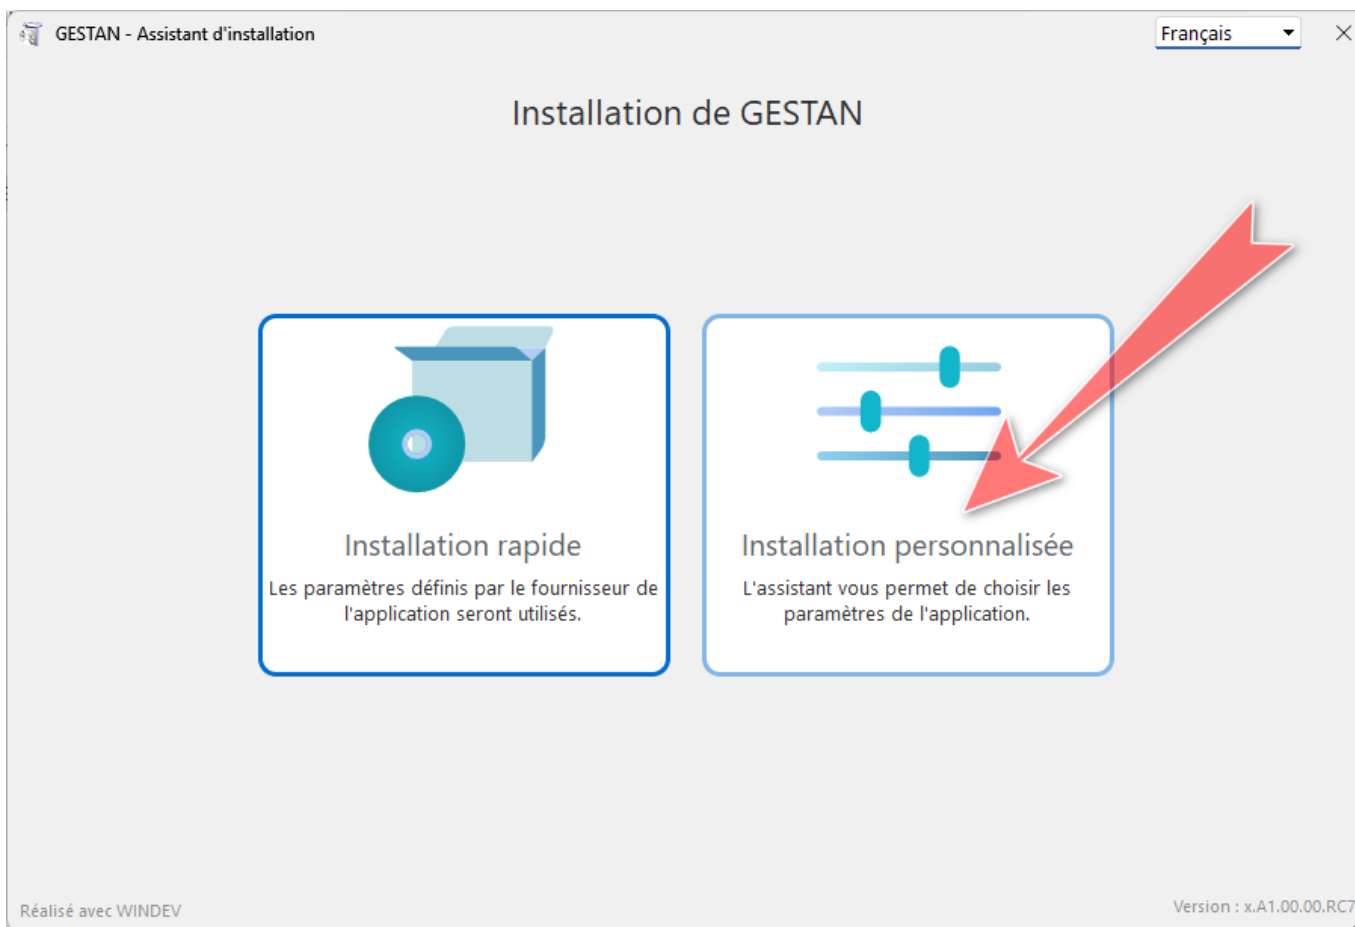 GESTAN - Assistant d'installation
Français
Installation de GESTAN
Installation rapide
Les paramètres définis par le fournisseur de
l'application seront utilisés.
Installation personnalisée
L'assistant vous permet de choisir les
paramètres de l'application.
Réalisé avec WINDEV
Version : x.A1.00.00.RC7